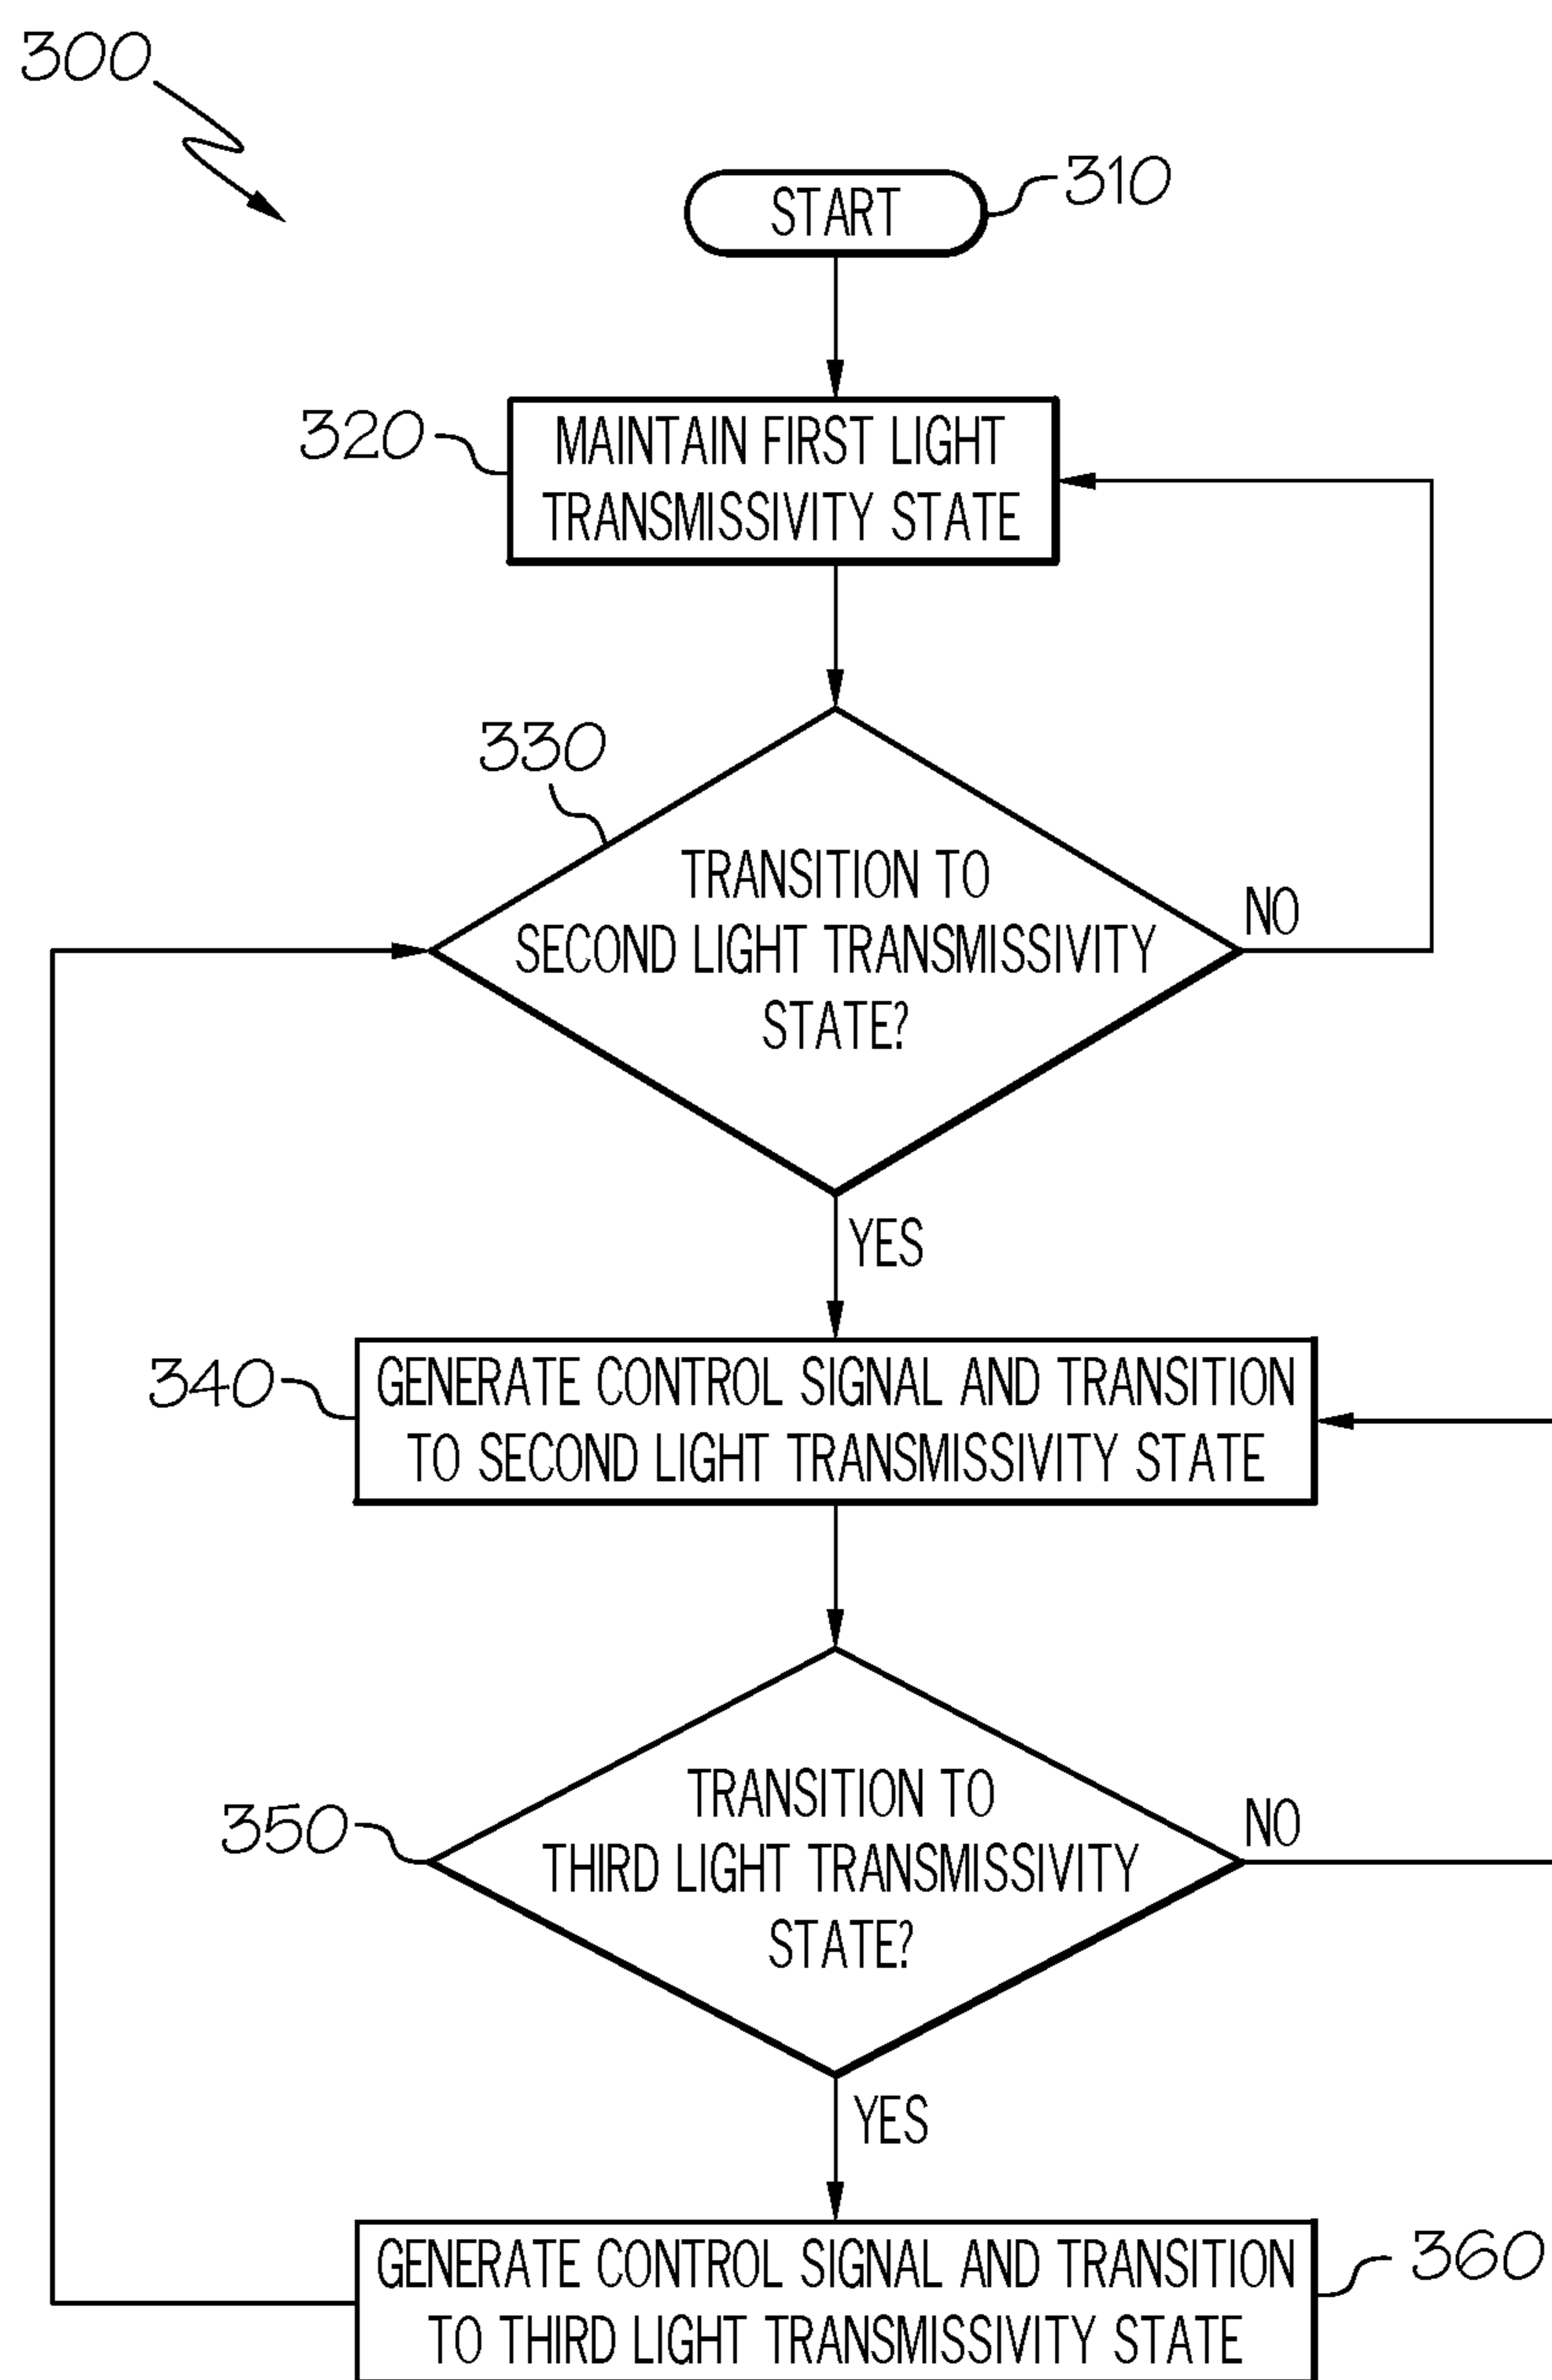 300
START
310
320
MAINTAIN FIRST LIGHT
TRANSMISSIVITY STATE
330
TRANSITION TO
SECOND LIGHT TRANSMISSIVITY
STATE?
NO
YES
340
GENERATE CONTROL SIGNAL AND TRANSITION
TO SECOND LIGHT TRANSMISSIVITY STATE
350
TRANSITION TO
THIRD LIGHT TRANSMISSIVITY
STATE?
NO
YES
GENERATE CONTROL SIGNAL AND TRANSITION
TO THIRD LIGHT TRANSMISSIVITY STATE
360